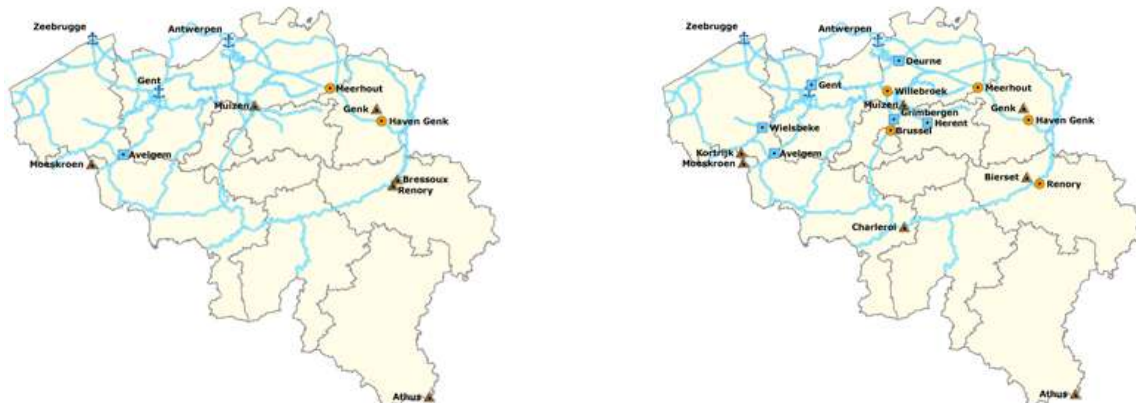 Zeebrugge
Antwerpen
Gent
Meerhout
Muizen
Genk
Haven Genk
Avelgem
Moeskroen
Bressoux
Renory
Athus
Zeebrugge
Antwerpen
Deurne
Gent
Willebroek
Meerhout
Muizen
Genk
Grimbergen
Herent
Haven Genk
Wielsbeke
Brussel
Kortrijk
Avelgem
Moeskroen
Bierset
Renory
Charleroi
Athus